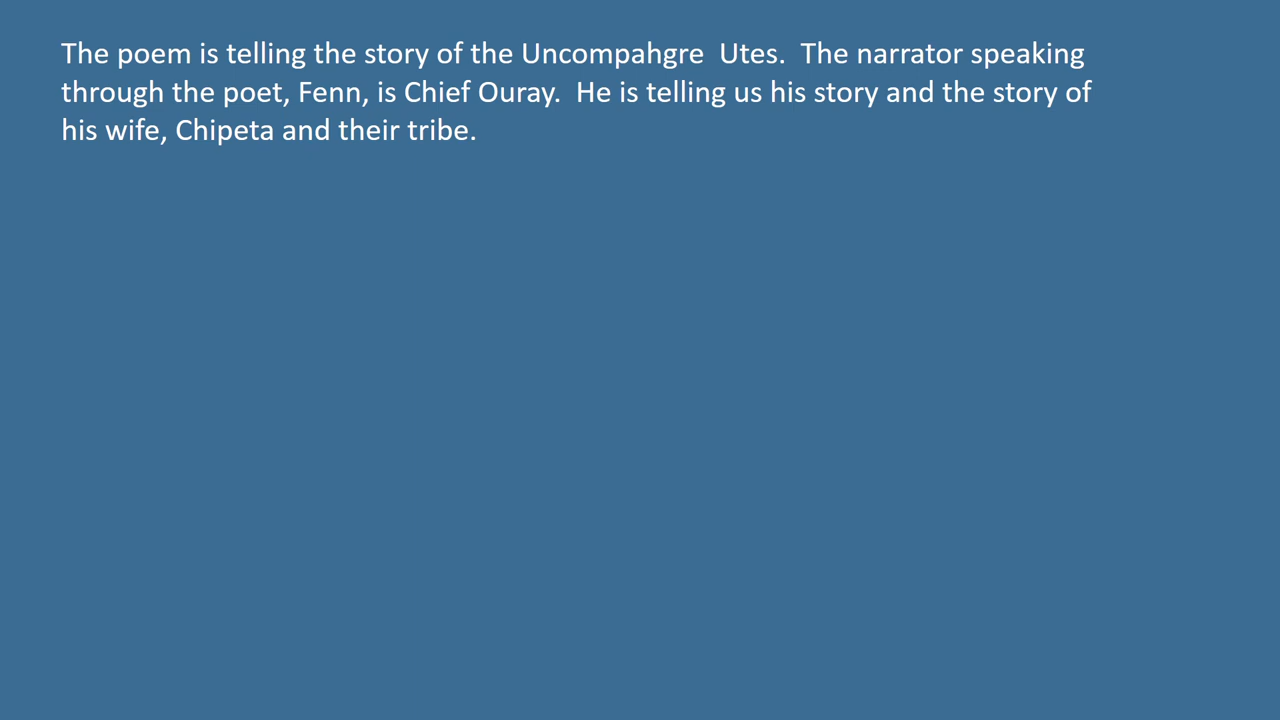 The poem is telling the story of the Uncompahgre  Utes.  The narrator speaking
through the poet, Fenn, is Chief Ouray.  He is telling us his story and the story of
his wife, Chipeta and their tribe.